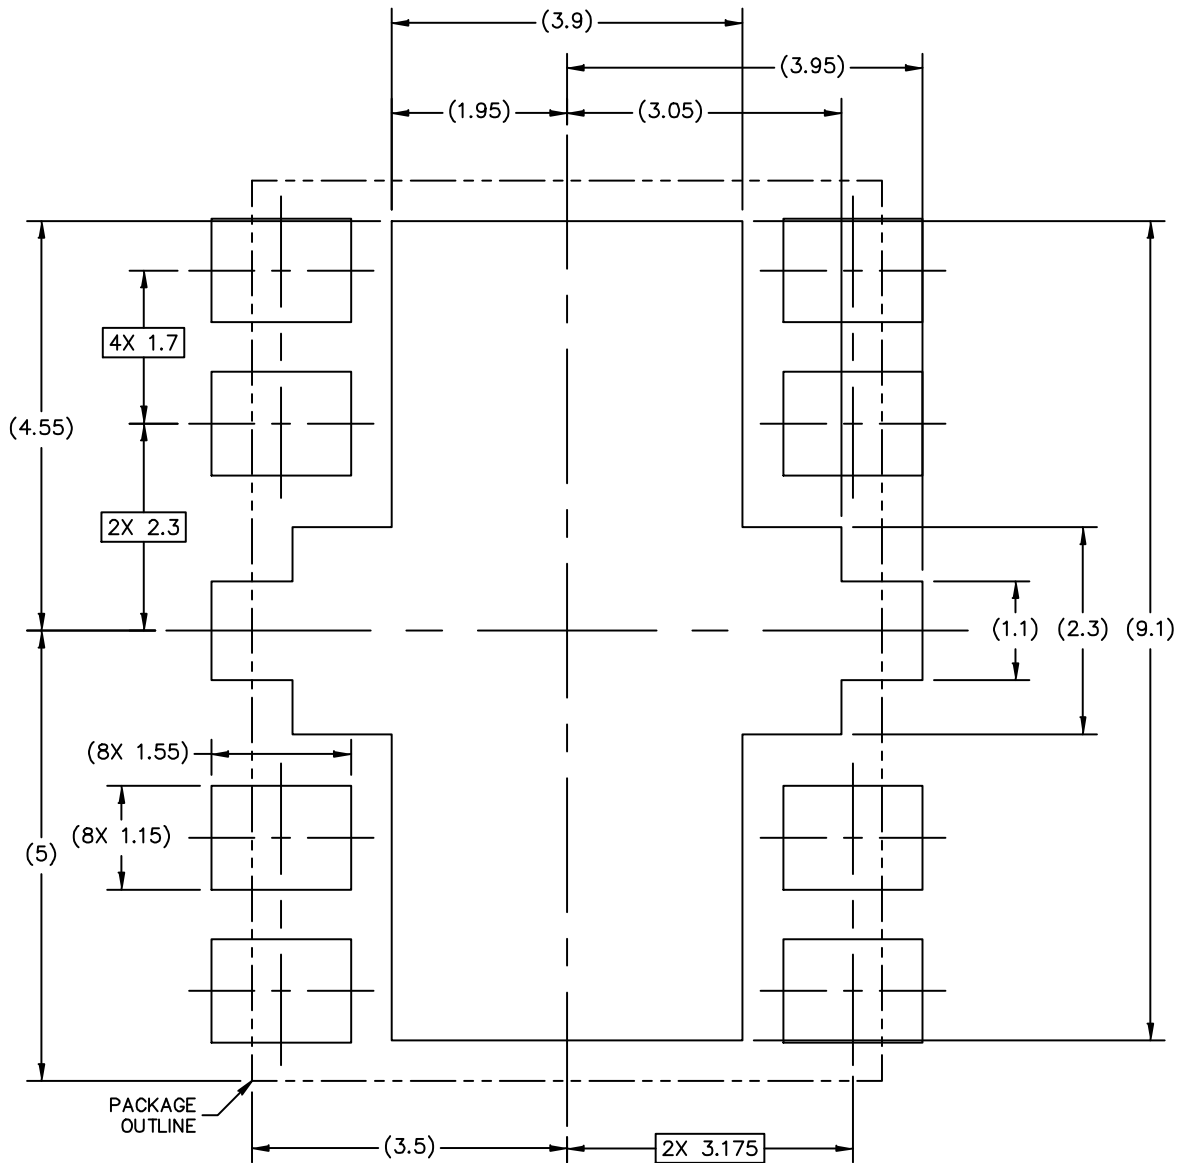 (3.9)
(3.95)
(1.95)
(3.05)
4X 1.7
(4.55)
2X 2.3
(1.1)
(2.3)
(9.1)
(8X 1.55)
(8X 1.15)
(5)
PACKAGE
OUTLINE
(3.5)
2X 3.175